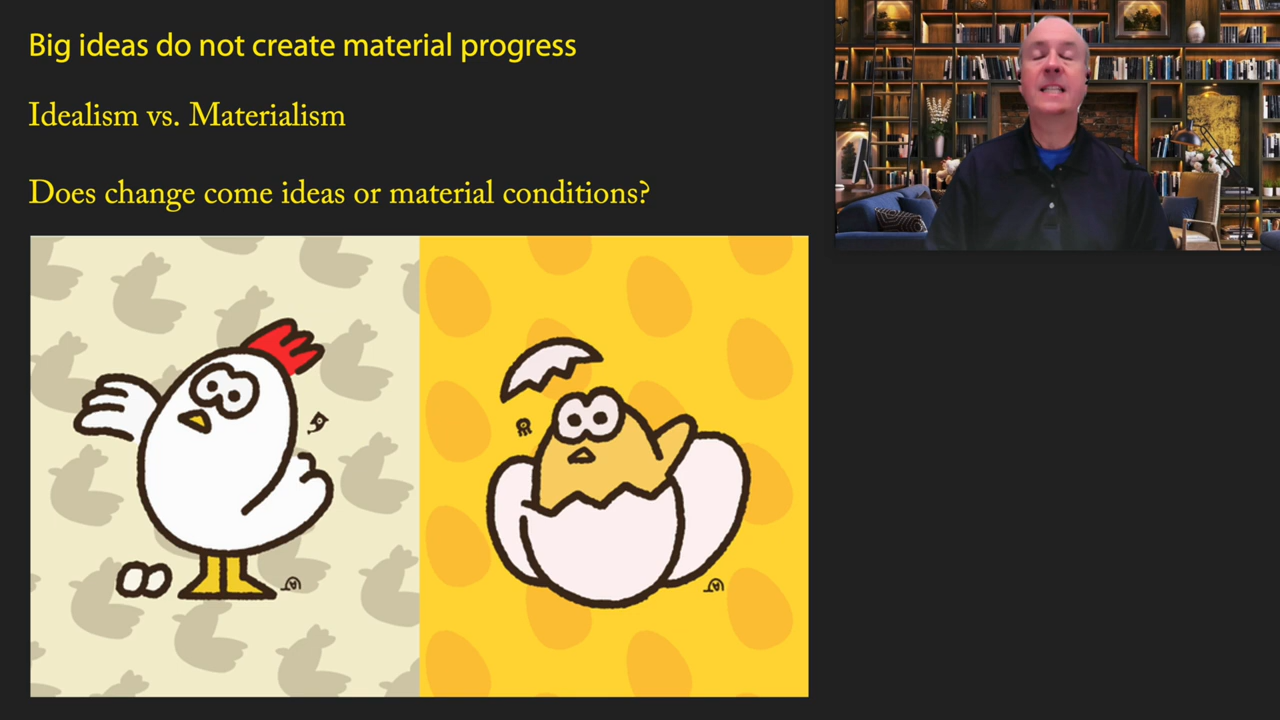 Big ideas do not create material progress
Idealism vs. Materialism
Does change come ideas or material conditions?